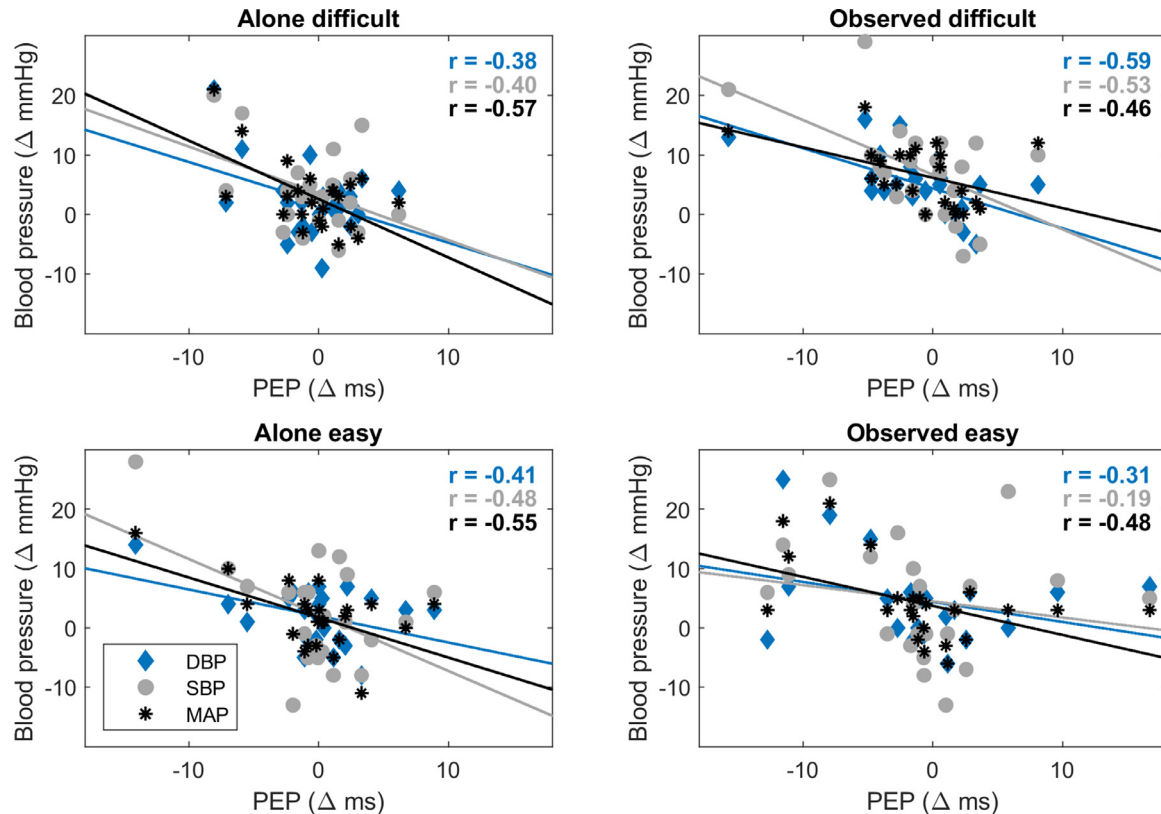 Alone difficult
r = -0.38
r = -0.40
r = -0.57
20
10
0
-10
Blood pressure (Δ mmHg)
-10 0 10
PEP (Δ ms)
Observed difficult
r = -0.59
r = -0.53
r = -0.46
20
10
0
-10
Blood pressure (Δ mmHg)
-10 0 10
PEP (Δ ms)
Alone easy
r = -0.41
r = -0.48
r = -0.55
20
10
0
-10
Blood pressure (Δ mmHg)
DBP
SBP
MAP
-10 0 10
PEP (Δ ms)
Observed easy
r = -0.31
r = -0.19
r = -0.48
20
10
0
-10
Blood pressure (Δ mmHg)
-10 0 10
PEP (Δ ms)